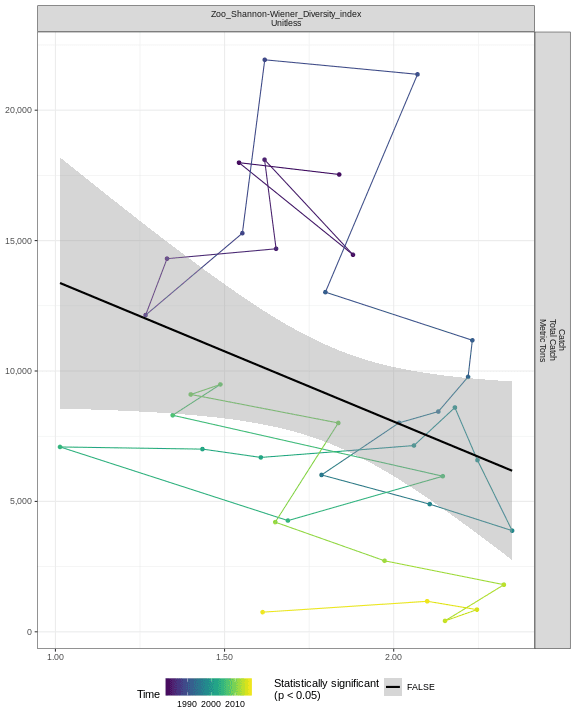 Zoo_Shannon-Wiener_Diversity_index
Unitless
20,000
15,000
10,000
5,000
0
1.00
1.50
2.00
Catch
Total Catch
Metric Tons
Time
1990 2000 2010
Statistically significant
(p < 0.05)
FALSE